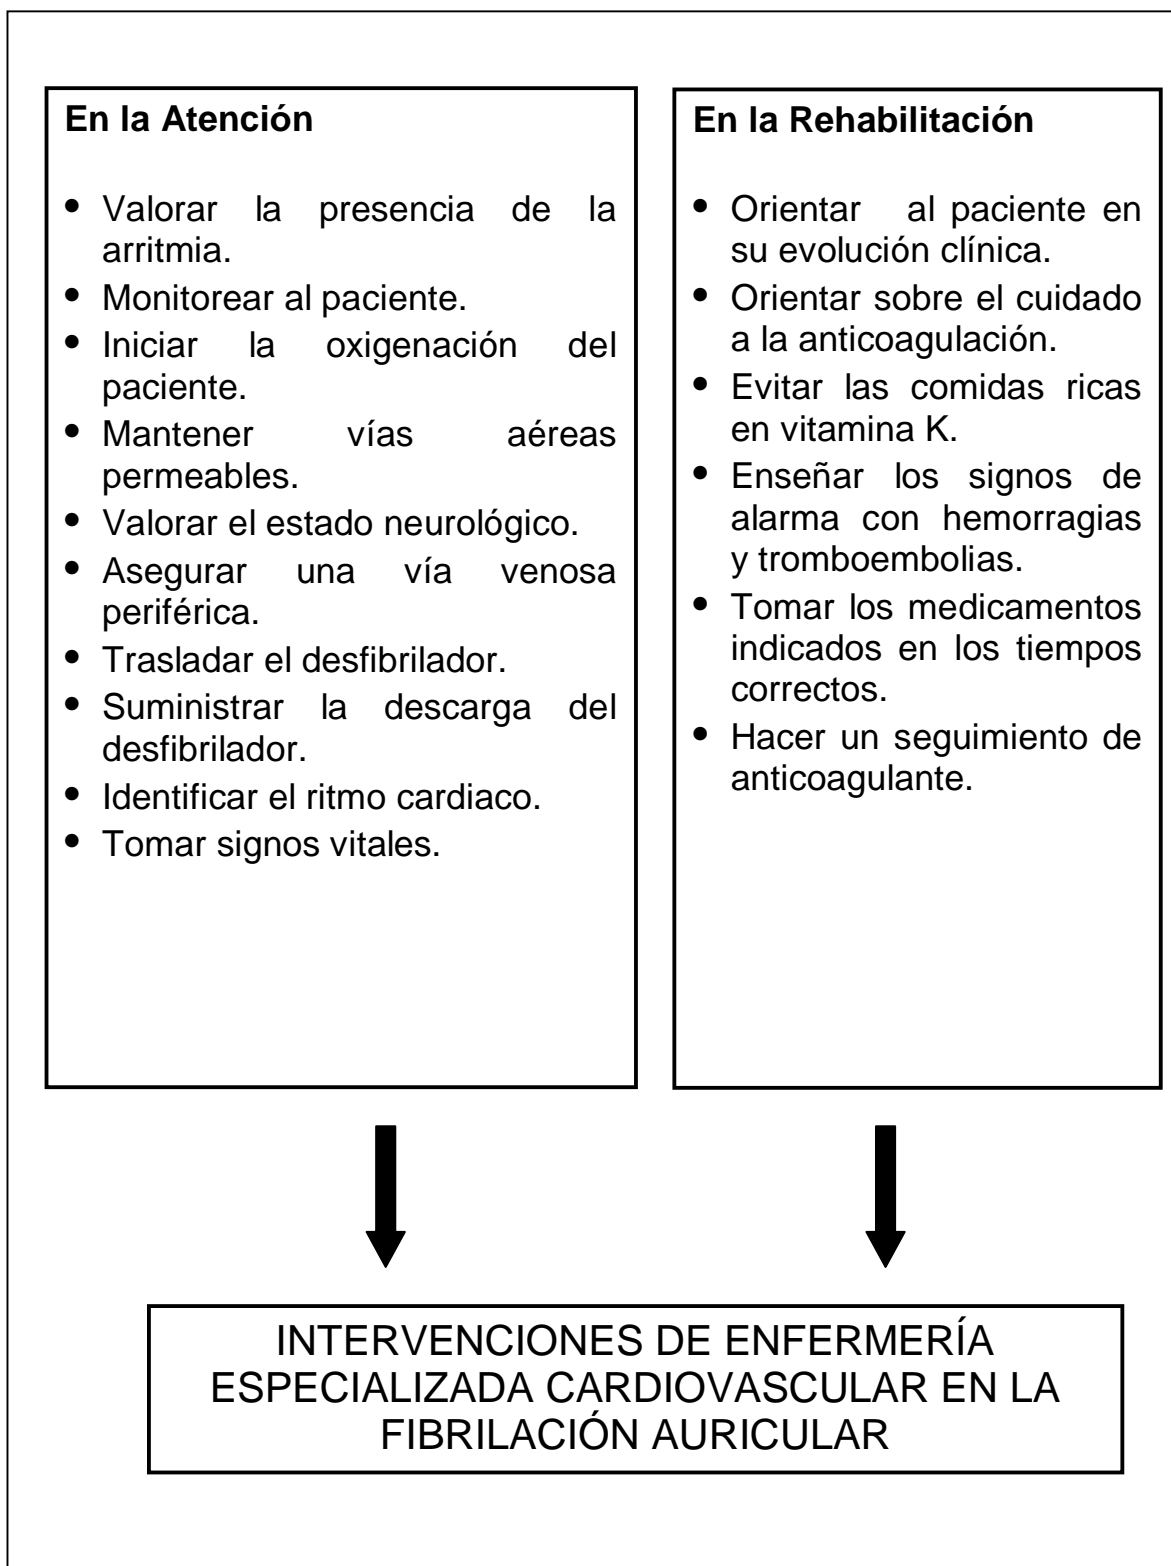 En la Atención
• Valorar la presencia de la
arritmia.
• Monitorear al paciente.
• Iniciar la oxigenación del
paciente.
• Mantener vías aéreas
permeables.
• Valorar el estado neurológico.
• Asegurar una vía venosa
periférica.
• Trasladar el desfibrilador.
• Suministrar la descarga del
desfibrilador.
• Identificar el ritmo cardiaco.
• Tomar signos vitales.
En la Rehabilitación
• Orientar al paciente en
su evolución clínica.
• Orientar sobre el cuidado
a la anticoagulación.
• Evitar las comidas ricas
en vitamina K.
• Enseñar los signos de
alarma con hemorragias
y tromboembolias.
• Tomar los medicamentos
indicados en los tiempos
correctos.
• Hacer un seguimiento de
anticoagulante.
INTERVENCIONES DE ENFERMERÍA
ESPECIALIZADA CARDIOVASCULAR EN LA
FIBRILACIÓN AURICULAR